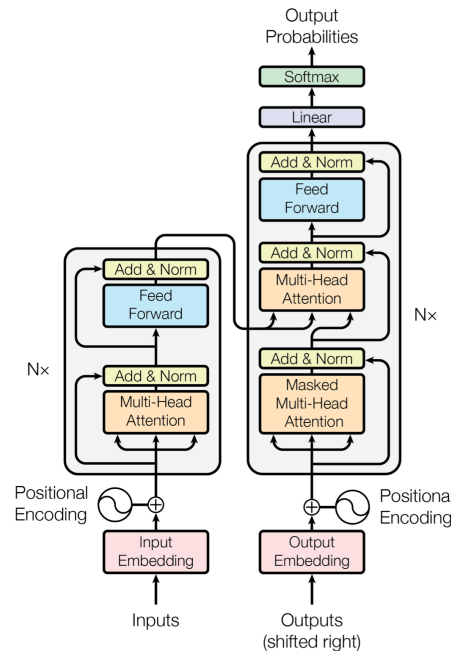 Output
Probabilities
Softmax
Linear
Add & Norm
Feed
Forward
Add & Norm
Multi-Head
Attention
Add & Norm
Masked
Multi-Head
Attention
N×
Add & Norm
Feed
Forward
N×
Add & Norm
Multi-Head
Attention
Positional
Encoding
Positiona
Encoding
Input
Embedding
Output
Embedding
Inputs
Outputs
(shifted right)